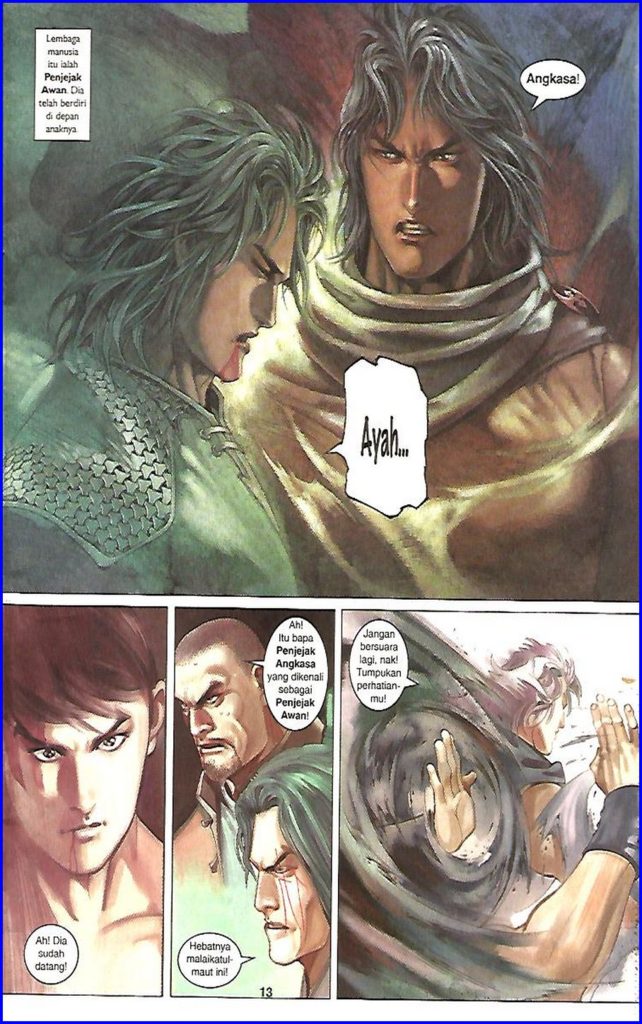 Lembaga
manusia
itu ialah
Penjejak
Awan. Dia
telah berdiri
di depan
anaknya.
Angkasa!
Ayah...
Ah! Dia
sudah
datang!
Ah!
Itu bapa
Penjejak
Angkasa
yang dikenali
sebagai
Penjejak
Awan!
Hebatnya
malaikatul-
maut ini!
Jangan
bersuara
lagi, nak!
Tumpukan
perhatian-
mu!
13